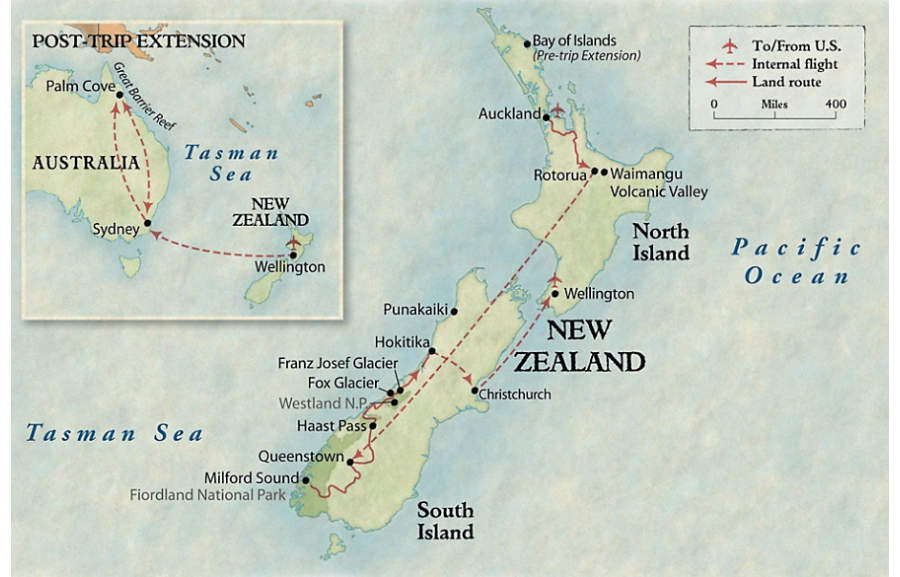 POST-TRIP EXTENSION
Palm Cove
Great Barrier Reef
AUSTRALIA
Tasman
Sea
NEW
ZEALAND
Sydney
Wellington
Bay of Islands
(Pre-trip Extension)
To/From U.S.
Internal flight
Land route
0 Miles 400
Auckland
Rotorua
Waimangu
Volcanic Valley
North
Island
Pacific
Ocean
Wellington
Punakaiki
NEW
ZEALAND
Hokitika
Franz Josef Glacier
Fox Glacier
Westland N.P.
Christchurch
Tasman Sea
Haast Pass
Queenstown
Milford Sound
Fiordland National Park
South
Island